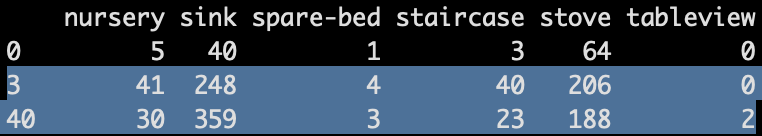 nursery sink spare-bed staircase stove tableview
0 5 40 1 3 64 0
3 41 248 4 40 206 0
40 30 359 3 23 188 2